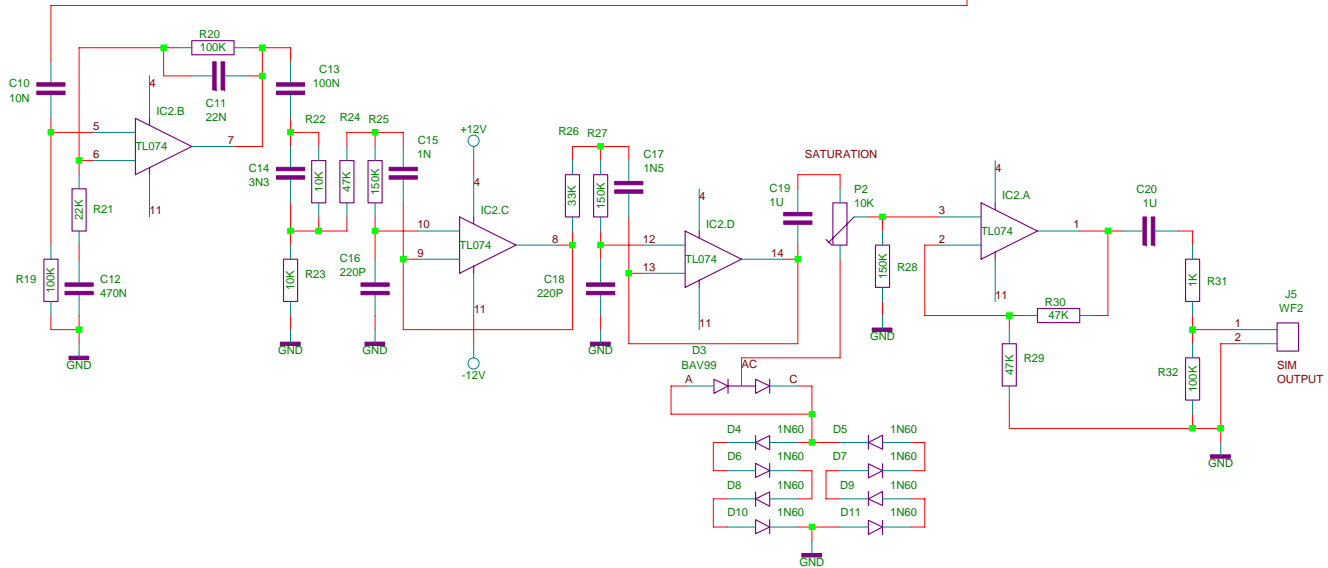 R20
100K
C10
10N
4
C11
22N
IC2.B
5
6
7
TL074
11
22K
R21
R19
100K
C12
470N
GND
C13
100N
R22
R24
R25
C14
3N3
10K
47K
150K
10K
R23
GND
C15
1N
C16
220P
GND
+12V
4
IC2.C
10
9
8
TL074
11
-12V
R26
R27
33K
150K
C17
1N5
C18
220P
GND
4
IC2.D
12
13
14
TL074
11
SATURATION
C19
1U
P2
10K
150K
R28
GND
4
IC2.A
3
2
1
TL074
11
C20
1U
R30
47K
47K
R29
1K
R31
R32
100K
GND
J5
WF2
1
2
SIM
OUTPUT
D3
BAV99
A
AC
C
D4
1N60
D5
1N60
D6
1N60
D7
1N60
D8
1N60
D9
1N60
D10
1N60
D11
1N60
GND